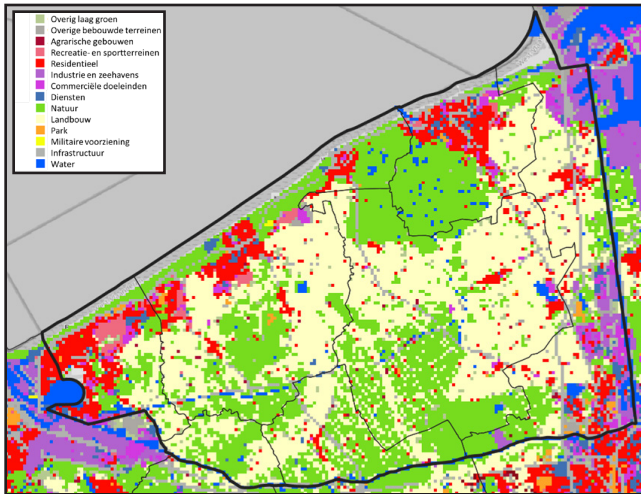 Overig laag groen
Overige bebouwde terreinen
Agrarische gebouwen
Recreatie- en sportterreinen
Residentieel
Industrie en zeehavens
Commerciële doeleinden
Diensten
Natuur
Landbouw
Park
Militaire voorziening
Infrastructuur
Water